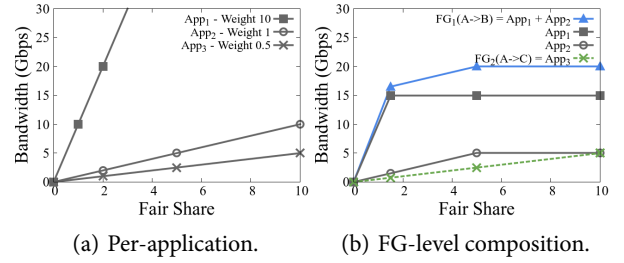 App₁ - Weight 10
App₂ - Weight 1
App₃ - Weight 0.5
30
25
20
15
10
5
0
Bandwidth (Gbps)
0 2 4 6 8 10
Fair Share
(a) Per-application.
FG₁(A->B) = App₁ + App₂
App₁
App₂
FG₂(A->C) = App₃
30
25
20
15
10
5
0
Bandwidth (Gbps)
0 2 4 6 8 10
Fair Share
(b) FG-level composition.